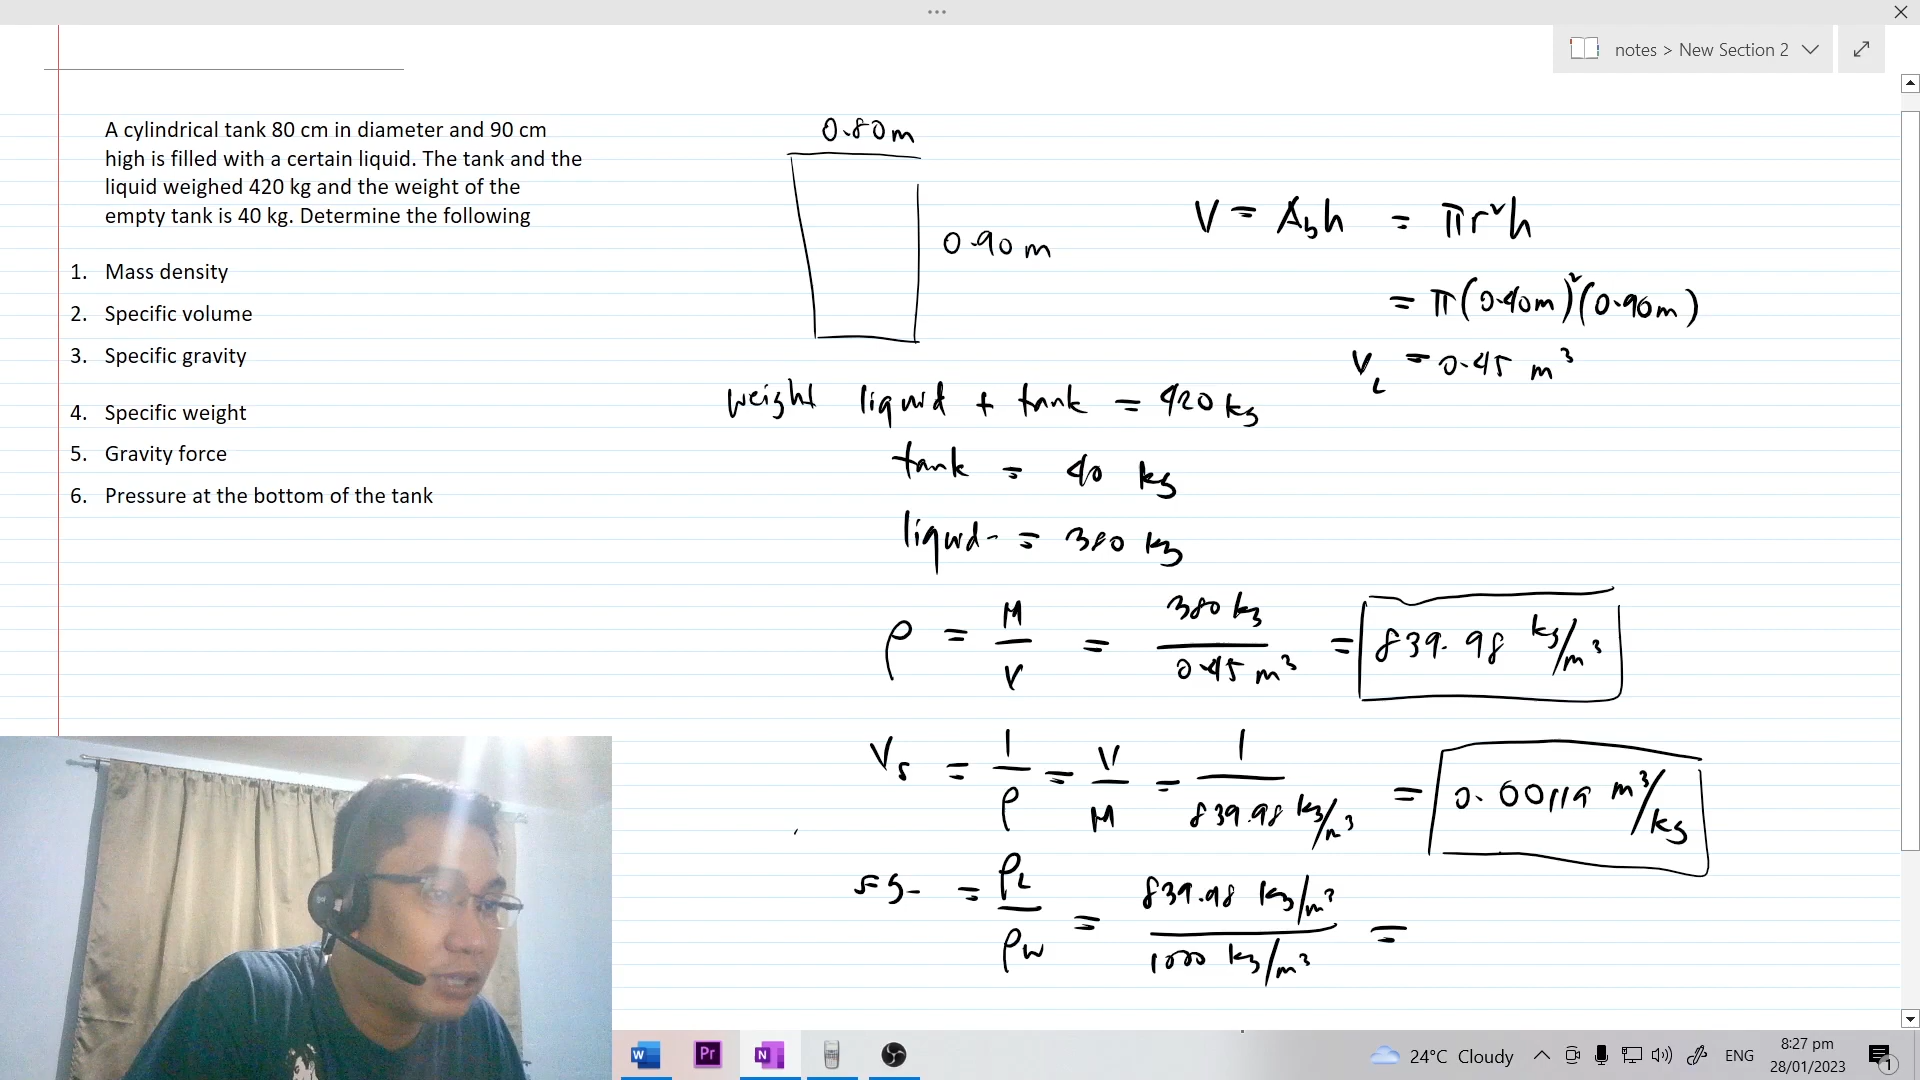 notes > New Section 2
A cylindrical tank 80 cm in diameter and 90 cm
high is filled with a certain liquid. The tank and the
liquid weighed 420 kg and the weight of the
empty tank is 40 kg. Determine the following
1. Mass density
2. Specific volume
3. Specific gravity
4. Specific weight
5. Gravity force
6. Pressure at the bottom of the tank
0.80 m
0.90 m
V = A_b h = πr²h
= π(0.40m)²(0.90m)
V_L = 0.45 m³
weight liquid + tank = 420 kg
tank = 40 kg
liquid = 380 kg
ρ = M/V = 380 kg / 0.45 m³ = 839.98 kg/m³
V_s = 1/ρ = V/M = 1 / 839.98 kg/m³ = 0.00119 m³/kg
SG = ρ_L/ρ_W = 839.98 kg/m³ / 1000 kg/m³ =
W Pr N
24°C Cloudy ENG 8:27 pm
28/01/2023
1